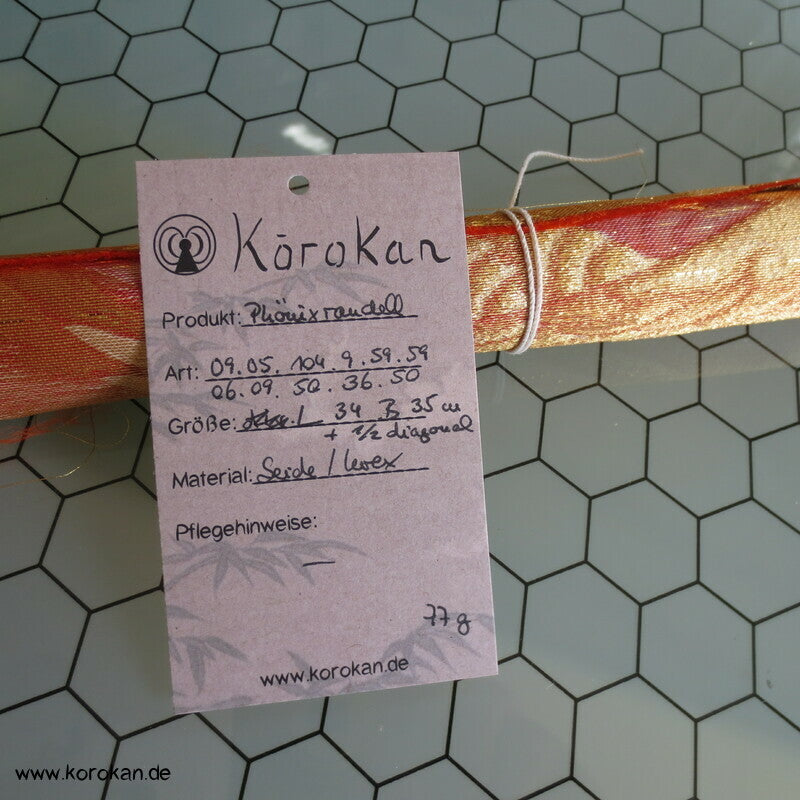 Kōrokan
Produkt: Phönixrondell
Art: 09.05.104.9.59.59
06.09.50.36.50
Größe: 34 B 35 cm
+ 1/2 diagonal
Material: Seide / lurex
Pflegehinweise:
—
77 g
www.korokan.de
www.korokan.de